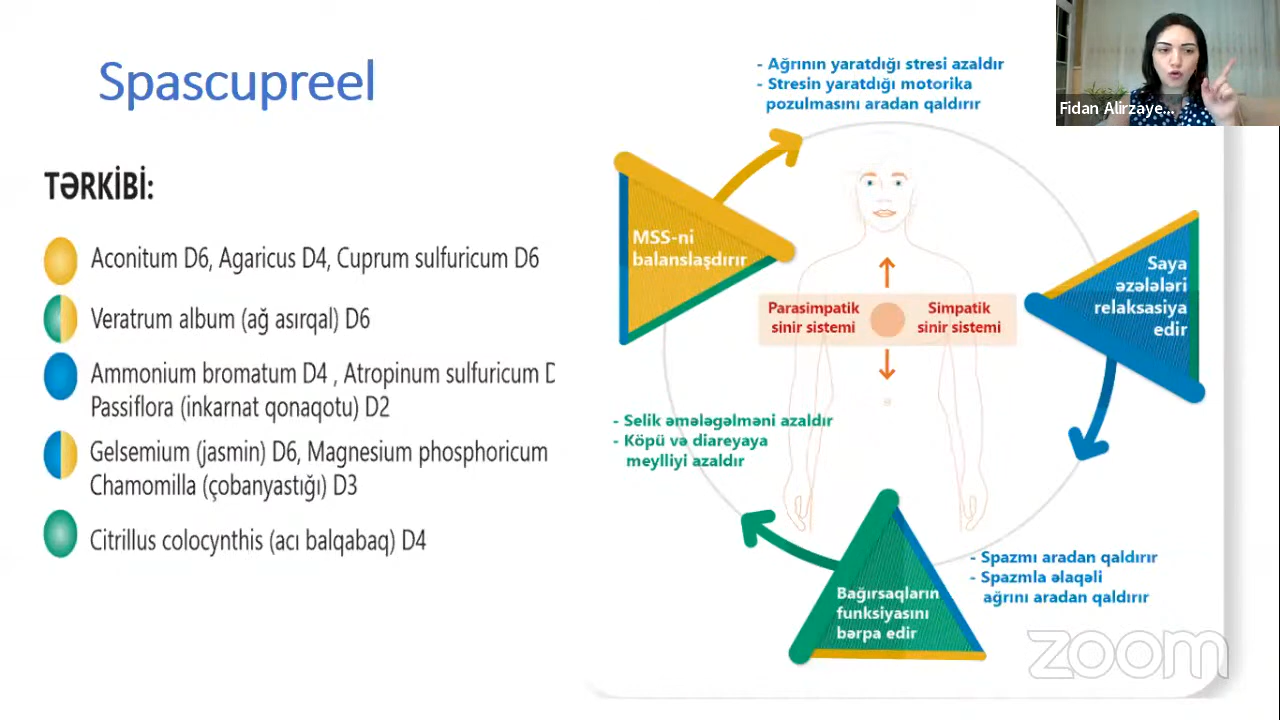 Spascupreel
TƏRKİBİ:
Aconitum D6, Agaricus D4, Cuprum sulfuricum D6
Veratrum album (ağ asırqal) D6
Ammonium bromatum D4 , Atropinum sulfuricum D
Passiflora (inkarnat qonaqotu) D2
Gelsemium (jasmin) D6, Magnesium phosphoricum
Chamomilla (çobanyastığı) D3
Citrillus colocynthis (acı balqabaq) D4
- Ağrının yaratdığı stresi azaldır
- Stresin yaratdığı motorika
pozulmasını aradan qaldırır
MSS-ni
balanslaşdırır
Saya
əzələləri
relaksasiya
edir
Parasimpatik
sinir sistemi
Simpatik
sinir sistemi
- Selik əmələgəlməni azaldır
- Köpü və diareyaya
meylliyi azaldır
Bağırsaqların
funksiyasını
bərpa edir
- Spazmı aradan qaldırır
- Spazmla əlaqəli
ağrını aradan qaldırır
Fidan Alirzaye...
zoom